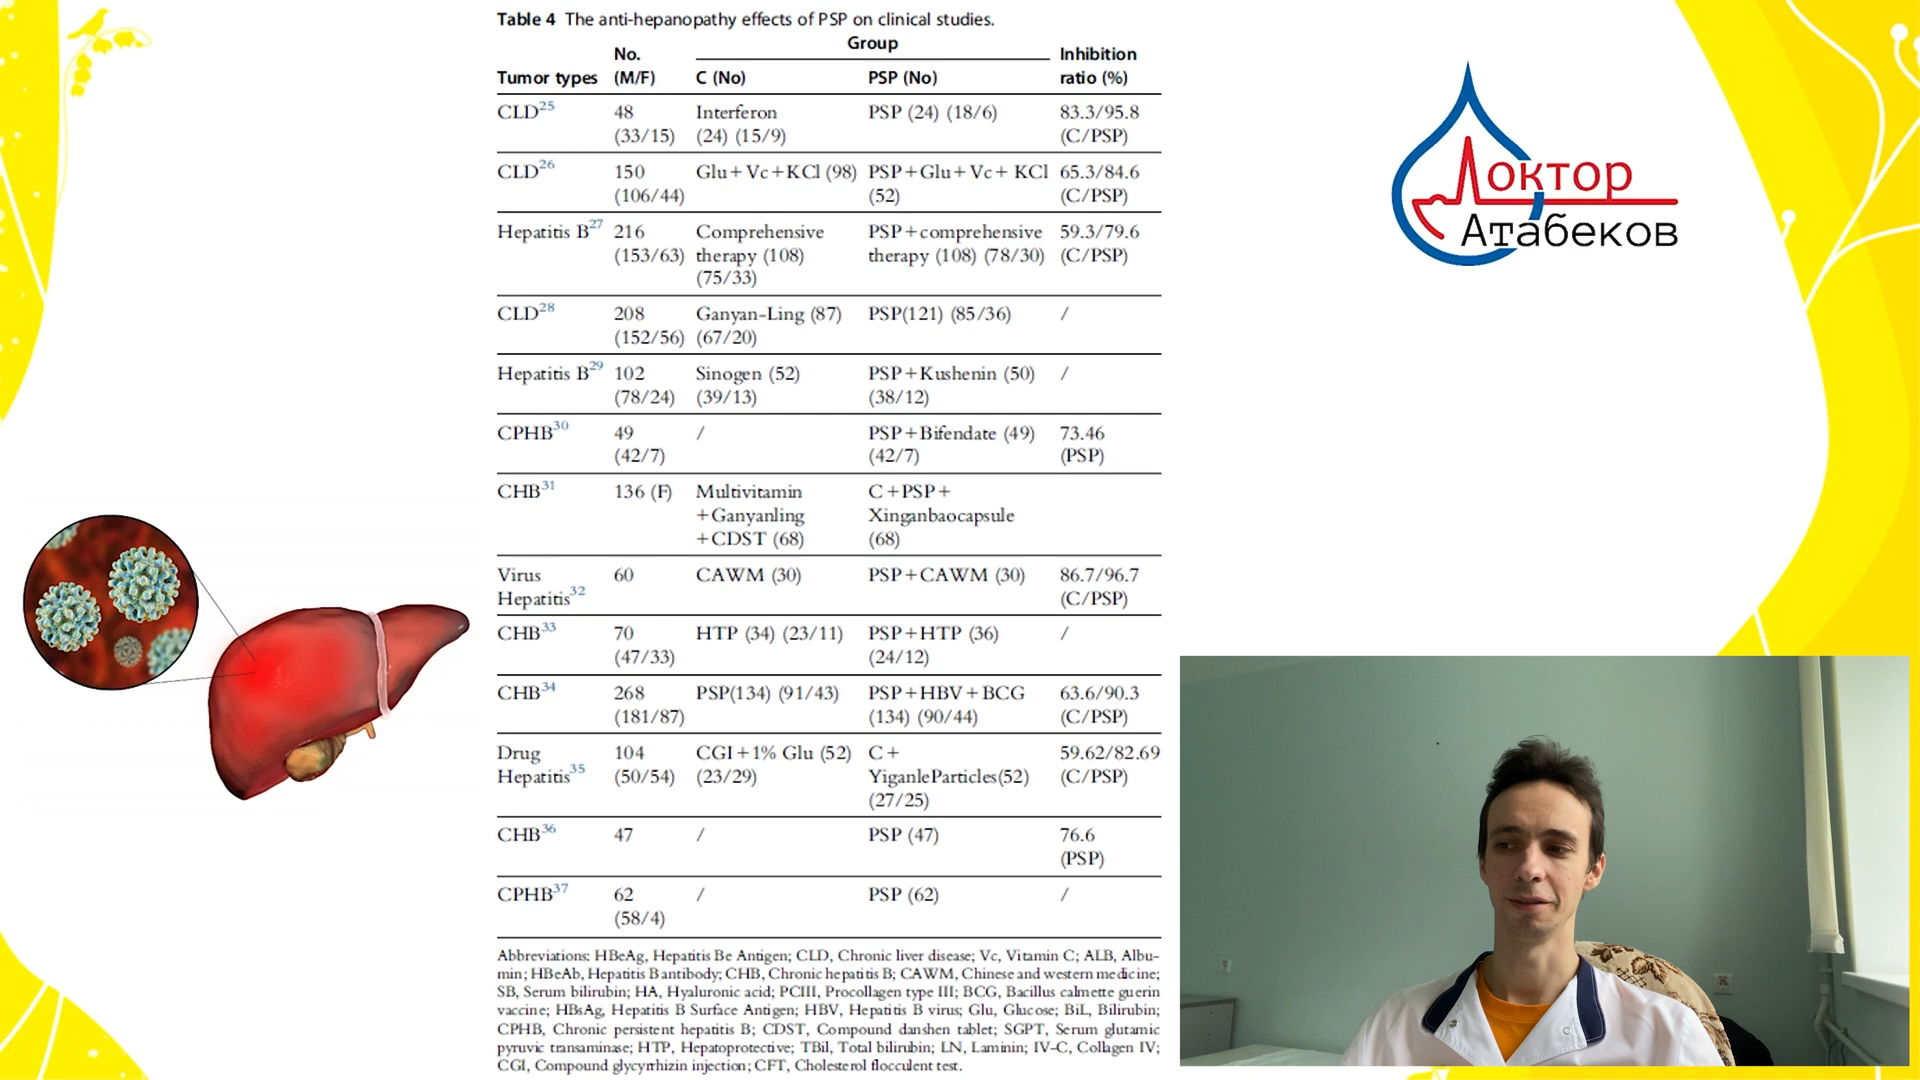 Table 4 The anti-hepanopathy effects of PSP on clinical studies.
Group
No. Inhibition
Tumor types (M/F) C (No) PSP (No) ratio (%)
CLD25 48 Interferon PSP (24) (18/6) 83.3/95.8
(33/15) (24) (15/9) (C/PSP)
CLD26 150 Glu+Vc+KCl (98) PSP+Glu+Vc+ KCl 65.3/84.6
(106/44) (52) (C/PSP)
Hepatitis B27 216 Comprehensive PSP+comprehensive 59.3/79.6
(153/63) therapy (108) therapy (108) (78/30) (C/PSP)
(75/33)
CLD28 208 Ganyan-Ling (87) PSP(121) (85/36) /
(152/56) (67/20)
Hepatitis B29 102 Sinogen (52) PSP+Kushenin (50) /
(78/24) (39/13) (38/12)
CPHB30 49 / PSP+Bifendate (49) 73.46
(42/7) (42/7) (PSP)
CHB31 136 (F) Multivitamin C+PSP+
+Ganyanling Xinganbaocapsule
+CDST (68) (68)
Virus 60 CAWM (30) PSP+CAWM (30) 86.7/96.7
Hepatitis32 (C/PSP)
CHB33 70 HTP (34) (23/11) PSP+HTP (36) /
(47/33) (24/12)
CHB34 268 PSP(134) (91/43) PSP+HBV+BCG 63.6/90.3
(181/87) (134) (90/44) (C/PSP)
Drug 104 CGI+1% Glu (52) C+ 59.62/82.69
Hepatitis35 (50/54) (23/29) YiganleParticles(52) (C/PSP)
(27/25)
CHB36 47 / PSP (47) 76.6
(PSP)
CPHB37 62 / PSP (62) /
(58/4)
Abbreviations: HBeAg, Hepatitis Be Antigen; CLD, Chronic liver disease; Vc, Vitamin C; ALB, Albu-
min; HBeAb, Hepatitis B antibody; CHB, Chronic hepatitis B; CAWM, Chinese and western medicine;
SB, Serum bilirubin; HA, Hyaluronic acid; PCIII, Procollagen type III; BCG, Bacillus calmette guerin
vaccine; HBsAg, Hepatitis B Surface Antigen; HBV, Hepatitis B virus; Glu, Glucose; BiL, Bilirubin;
CPHB, Chronic persistent hepatitis B; CDST, Compound danshen tablet; SGPT, Serum glutamic
pyruvic transaminase; HTP, Hepatoprotective; TBil, Total bilirubin; LN, Laminin; IV-C, Collagen IV;
CGI, Compound glycyrrhizin injection; CFT, Cholesterol flocculent test.
Доктор
Атабеков